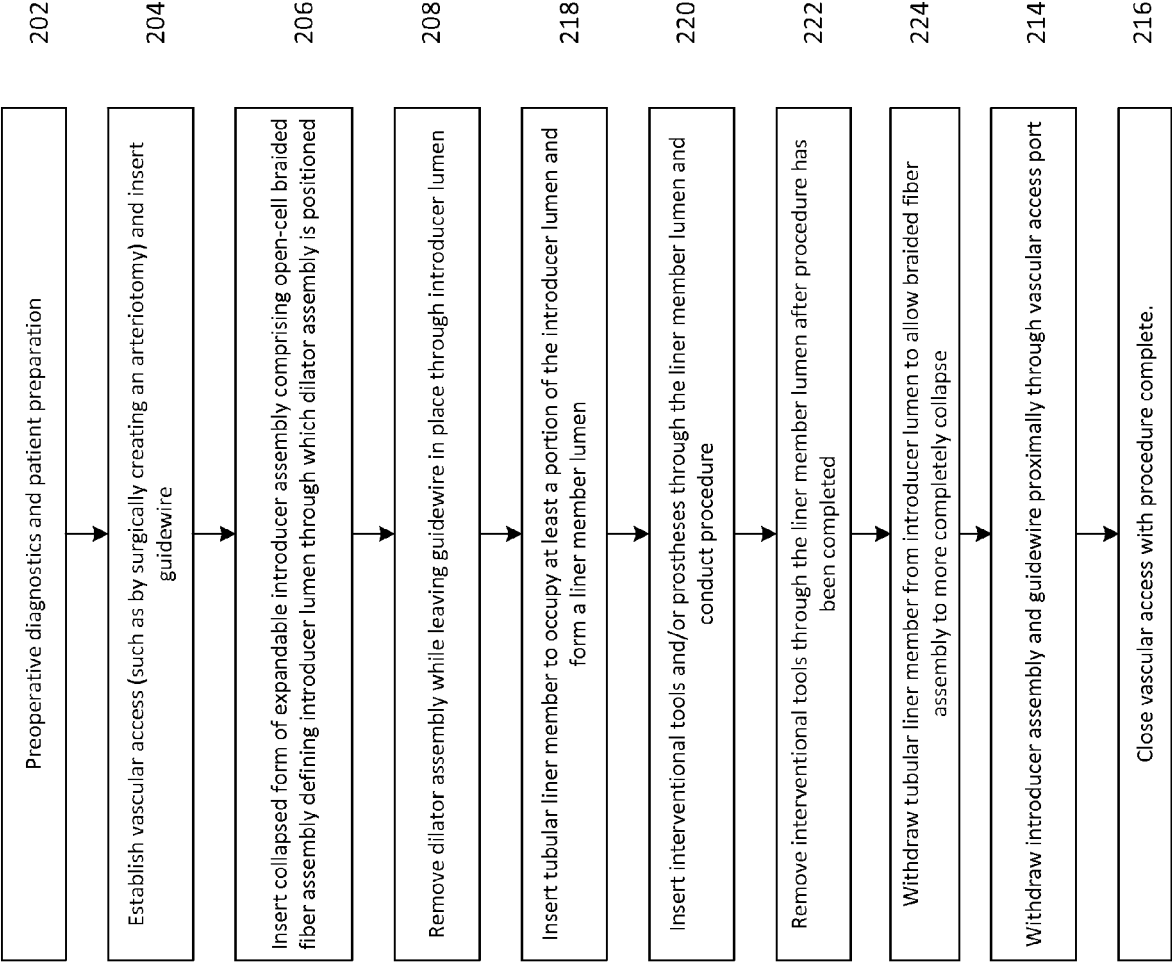 Preoperative diagnostics and patient preparation
202
Establish vascular access (such as by surgically creating an arteriotomy) and insert
guidewire
204
Insert collapsed form of expandable introducer assembly comprising open-cell braided
fiber assembly defining introducer lumen through which dilator assembly is positioned
206
Remove dilator assembly while leaving guidewire in place through introducer lumen
208
Insert tubular liner member to occupy at least a portion of the introducer lumen and
form a liner member lumen
218
Insert interventional tools and/or prostheses through the liner member lumen and
conduct procedure
220
Remove interventional tools through the liner member lumen after procedure has
been completed
222
Withdraw tubular liner member from introducer lumen to allow braided fiber
assembly to more completely collapse
224
Withdraw introducer assembly and guidewire proximally through vascular access port
214
Close vascular access with procedure complete.
216